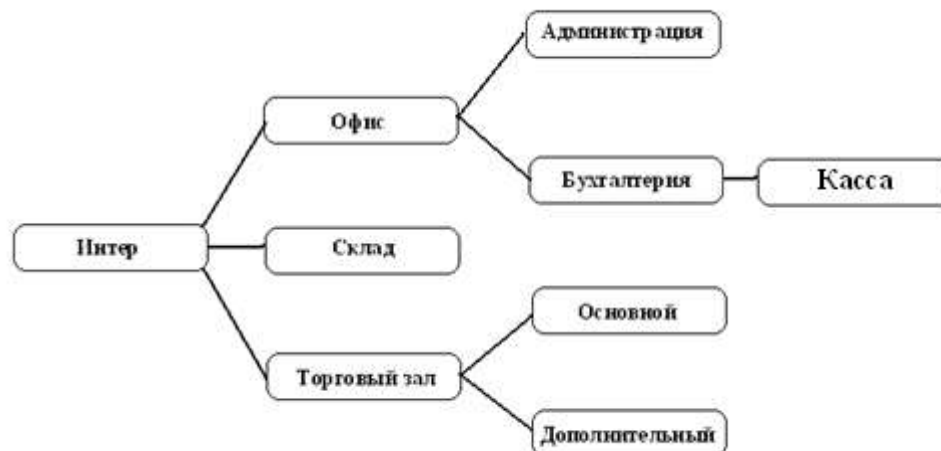 Администрация
Офис
Бухгалтерия
Касса
Интер
Склад
Основной
Торговый зал
Дополнительный